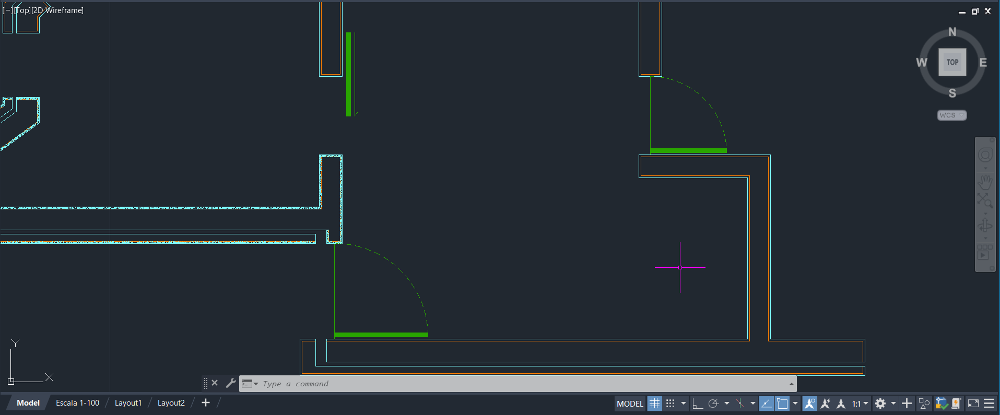 [−][Top][2D Wireframe]
N
W TOP E
S
WCS
Y
X
Type a command
Model Escala 1-100 Layout1 Layout2 +
MODEL 1:1